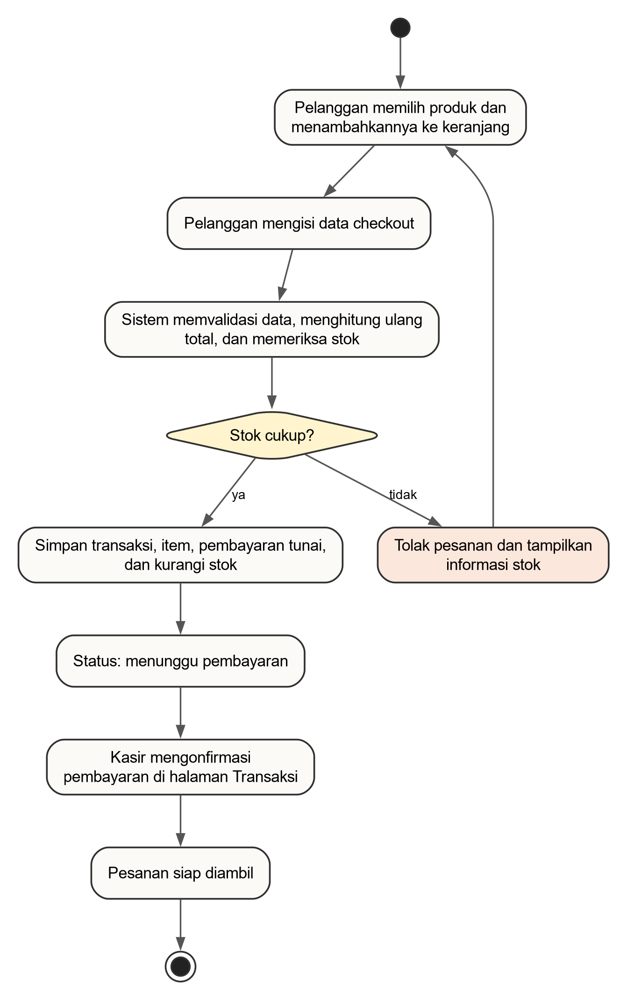 Pelanggan memilih produk dan
menambahkannya ke keranjang
Pelanggan mengisi data checkout
Sistem memvalidasi data, menghitung ulang
total, dan memeriksa stok
Stok cukup?
ya
tidak
Simpan transaksi, item, pembayaran tunai,
dan kurangi stok
Tolak pesanan dan tampilkan
informasi stok
Status: menunggu pembayaran
Kasir mengonfirmasi
pembayaran di halaman Transaksi
Pesanan siap diambil